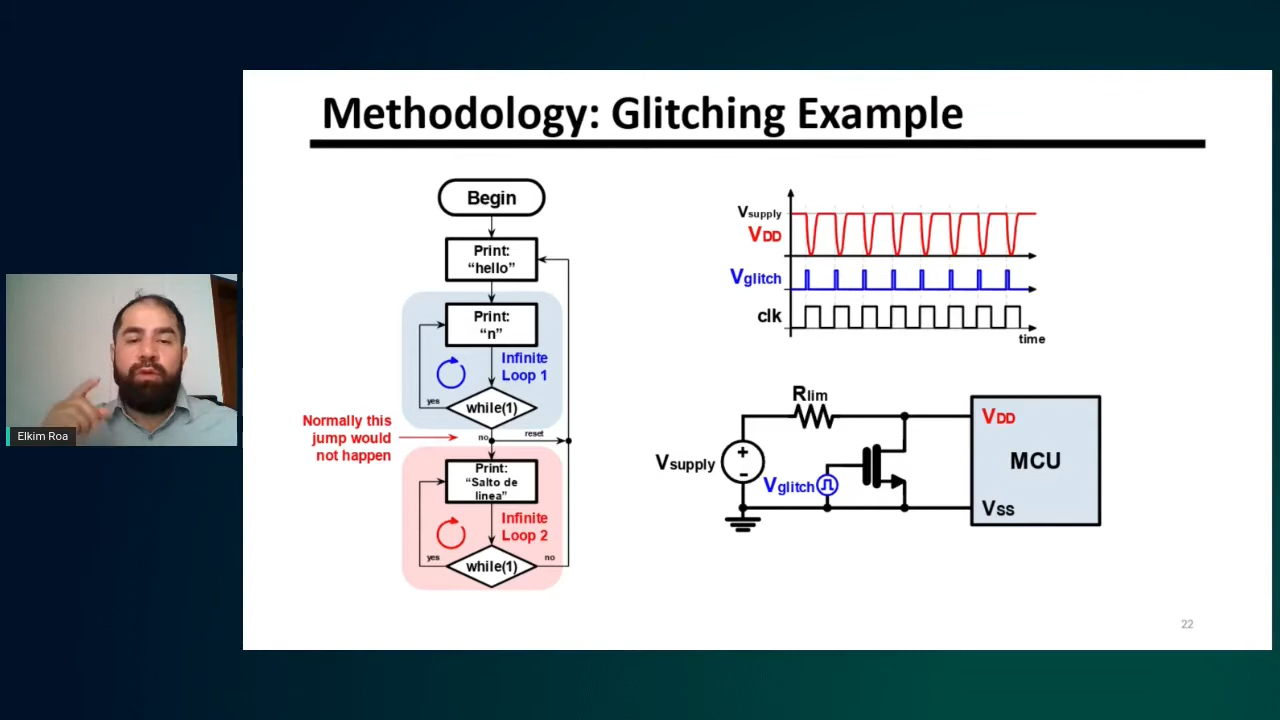 Methodology: Glitching Example
Begin
Print:
“hello”
Print:
“n”
Infinite
Loop 1
yes
while(1)
Normally this
jump would
not happen
no
reset
Print:
“Salto de
linea”
Infinite
Loop 2
yes
no
while(1)
Vsupply
VDD
Vglitch
clk
time
Rlim
Vsupply
Vglitch
VDD
MCU
VSS
22
Elkim Roa